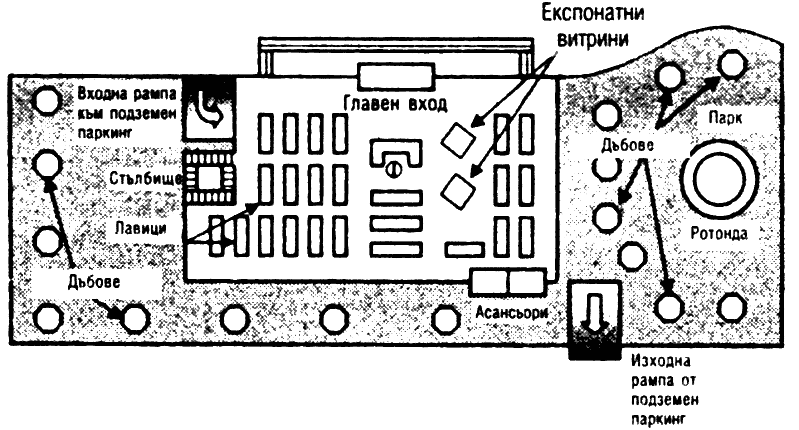 Експонатни
витрини
Входна рампа
към подземен
паркинг
Главен вход
Парк
Дъбове
Стълбище
Лавици
Ротонда
Дъбове
Асансьори
Изходна
рампа от
подземен
паркинг